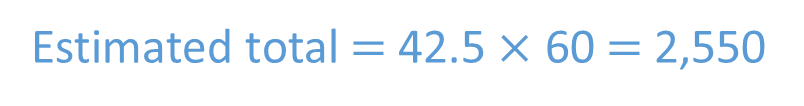 Estimated total = 42.5 × 60 = 2,550